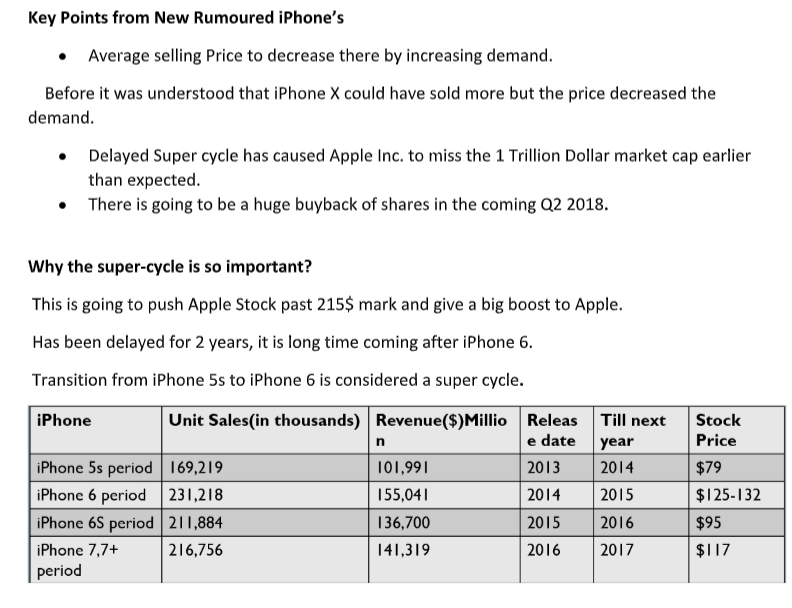 Key Points from New Rumoured iPhone’s
• Average selling Price to decrease there by increasing demand.
Before it was understood that iPhone X could have sold more but the price decreased the
demand.
• Delayed Super cycle has caused Apple Inc. to miss the 1 Trillion Dollar market cap earlier
than expected.
• There is going to be a huge buyback of shares in the coming Q2 2018.
Why the super-cycle is so important?
This is going to push Apple Stock past 215$ mark and give a big boost to Apple.
Has been delayed for 2 years, it is long time coming after iPhone 6.
Transition from iPhone 5s to iPhone 6 is considered a super cycle.
iPhone Unit Sales(in thousands) Revenue($)Millio Releas Till next Stock
n e date year Price
iPhone 5s period 169,219 101,991 2013 2014 $79
iPhone 6 period 231,218 155,041 2014 2015 $125-132
iPhone 6S period 211,884 136,700 2015 2016 $95
iPhone 7,7+ 216,756 141,319 2016 2017 $117
period